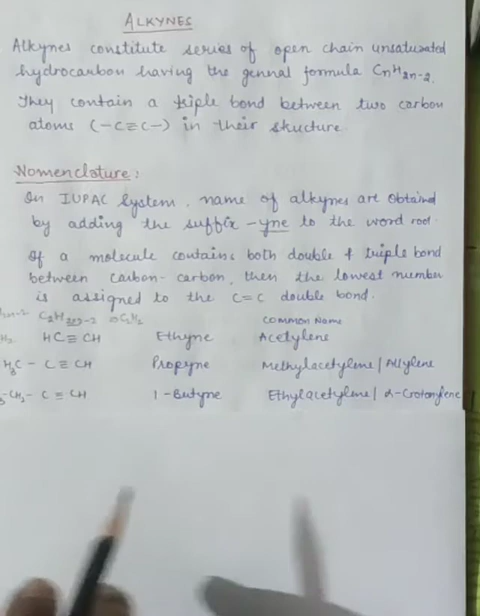 ALKYNES
Alkynes constitute series of open chain unsaturated
hydrocarbon having the general formula CnH2n-2.
They contain a triple bond between two carbon
atoms (-C≡C-) in their structure.
Nomenclature:
In IUPAC System, name of alkynes are obtained
by adding the suffix -yne to the word root.
If a molecule contains both double & triple bond
between carbon-carbon, then the lowest number
is assigned to the C=C double bond.
Common Name
HC≡CH Ethyne Acetylene
H3C-C≡CH Propyne Methylacetylene/Allylene
-CH2-C≡CH 1-Butyne Ethylacetylene/α-Crotonylene